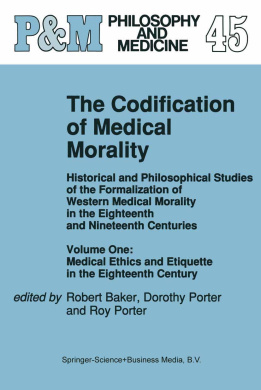 P&M PHILOSOPHY AND MEDICINE 45
The Codification
of Medical
Morality
Historical and Philosophical Studies
of the Formalization of
Western Medical Morality
in the Eighteenth
and Nineteenth Centuries
Volume One:
Medical Ethics and Etiquette
in the Eighteenth Century
edited by Robert Baker, Dorothy Porter
and Roy Porter
Springer-Science+Business Media, B.V.